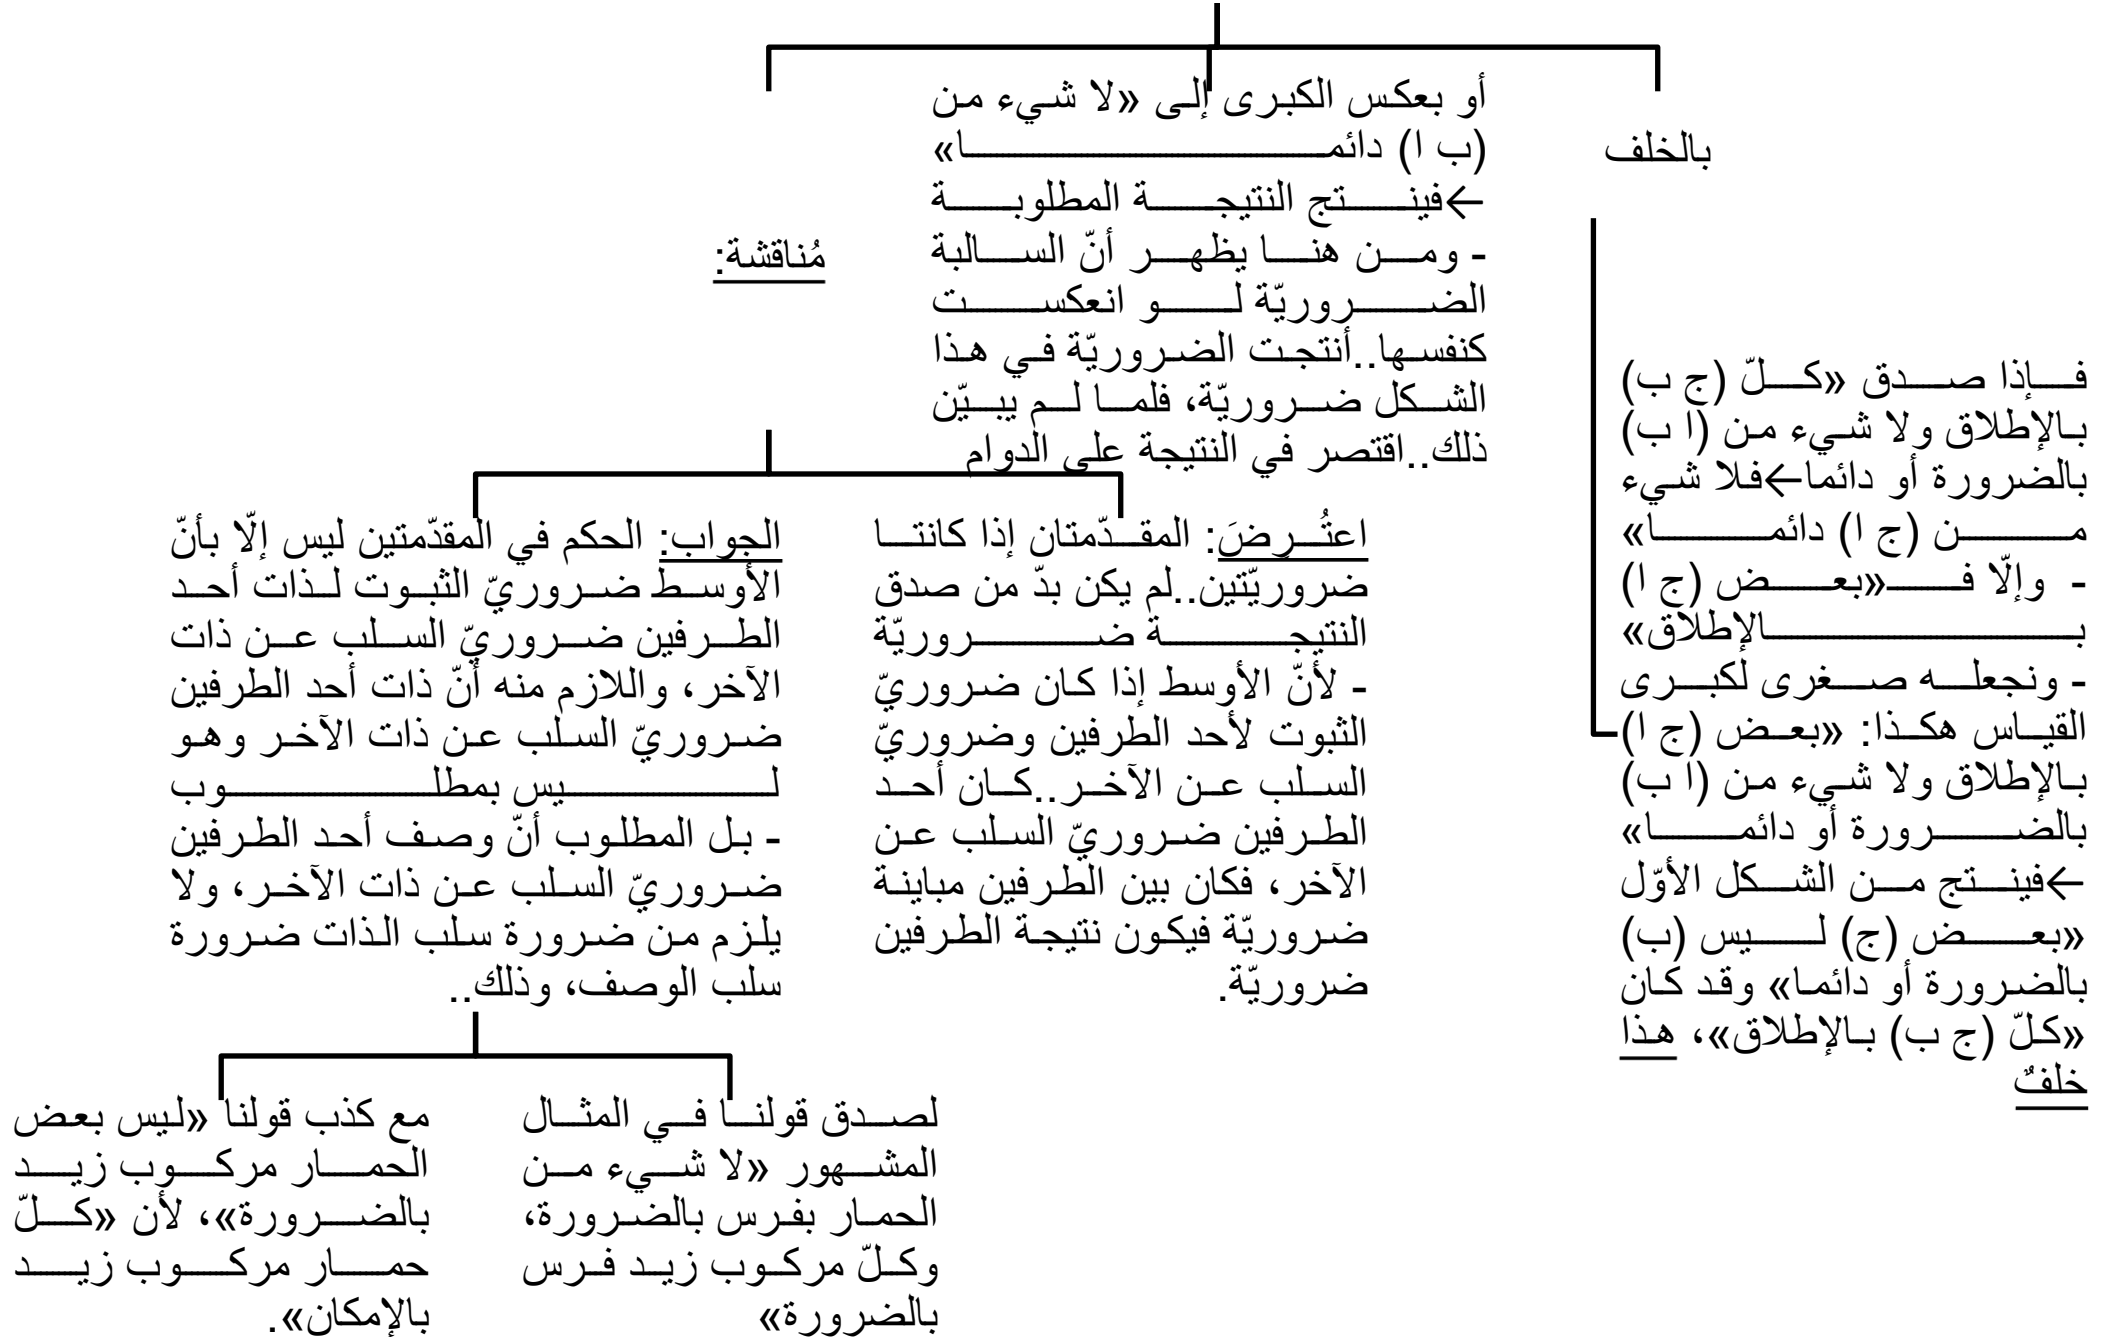 بالخلف
فإذا صدق «كلّ (ج ب)
بالإطلاق ولا شيء من (ا ب)
بالضرورة أو دائما←فلا شيء
من (ج ا) دائما»
- وإلّا فـ«بعض (ج ا)
بالإطلاق»
- ونجعله صغرى لكبرى
القياس هكذا: «بعض (ج ا)
بالإطلاق ولا شيء من (ا ب)
بالضرورة أو دائما»
←فينتج من الشكل الأوّل
«بعض (ج) ليس (ب)
بالضرورة أو دائما» وقد كان
«كلّ (ج ب) بالإطلاق»، هذا
خلفٌ
أو بعكس الكبرى إلى «لا شيء من
(ب ا) دائما»
←فينتج النتيجة المطلوبة
- ومن هنا يظهر أنّ السالبة
الضروريّة لو انعكست
كنفسها..أنتجت الضروريّة في هذا
الشكل ضروريّة، فلما لم يبيّن
ذلك..اقتصر في النتيجة على الدوام
مُناقشة:
اعتُرِضَ: المقدّمتان إذا كانتا
ضروريّتين..لم يكن بدّ من صدق
النتيجة ضروريّة
- لأنّ الأوسط إذا كان ضروريّ
الثبوت لأحد الطرفين وضروريّ
السلب عن الآخر..كان أحد
الطرفين ضروريّ السلب عن
الآخر، فكان بين الطرفين مباينة
ضروريّة فيكون نتيجة الطرفين
ضروريّة.
الجواب: الحكم في المقدّمتين ليس إلّا بأنّ
الأوسط ضروريّ الثبوت لذات أحد
الطرفين ضروريّ السلب عن ذات
الآخر، واللازم منه أنّ ذات أحد الطرفين
ضروريّ السلب عن ذات الآخر وهو
ليس بمطلوب
- بل المطلوب أنّ وصف أحد الطرفين
ضروريّ السلب عن ذات الآخر، ولا
يلزم من ضرورة سلب الذات ضرورة
سلب الوصف، وذلك..
لصدق قولنا في المثال
المشهور «لا شيء من
الحمار بفرس بالضرورة،
وكلّ مركوب زيد فرس
بالضرورة»
مع كذب قولنا «ليس بعض
الحمار مركوب زيد
بالضرورة»، لأن «كلّ
حمار مركوب زيد
بالإمكان».